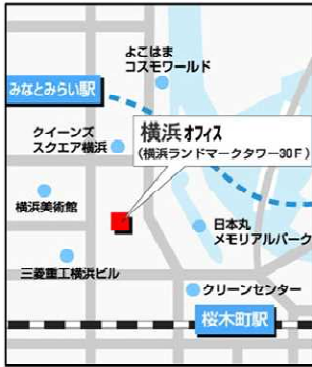 よこはま
コスモワールド
みなとみらい駅
クイーンズ
スクエア横浜
横浜オフィス
(横浜ランドマークタワー30F)
横浜美術館
日本丸
メモリアルパーク
三菱重工横浜ビル
クリーンセンター
桜木町駅